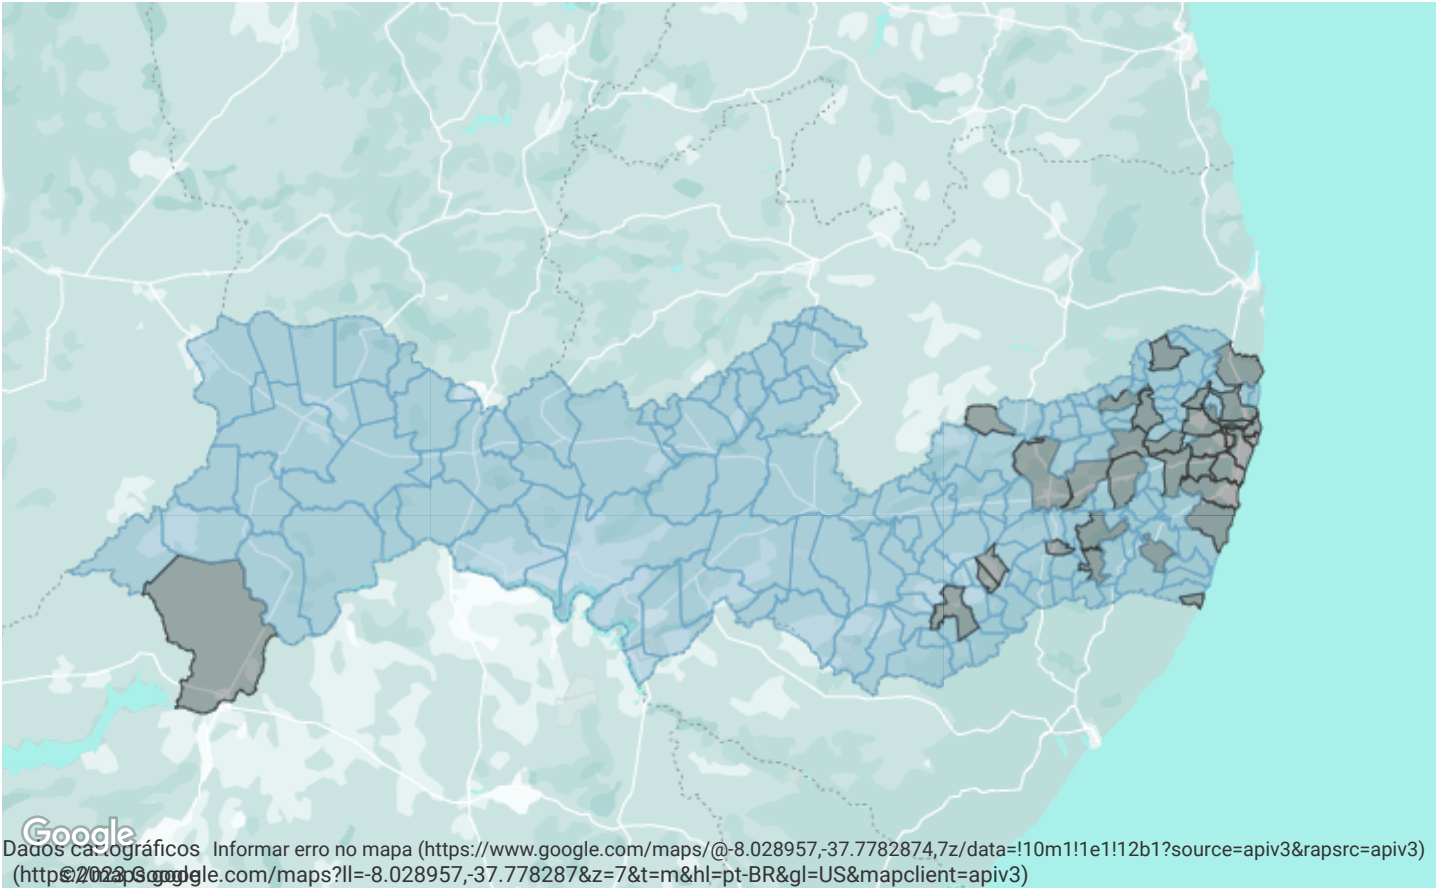 Google
Dados cartográficos Informar erro no mapa (https://www.google.com/maps/@-8.028957,-37.7782874,7z/data=!10m1!1e1!12b1?source=apiv3&rapsrc=apiv3)
(https://maps.google.com/maps?ll=-8.028957,-37.778287&z=7&t=m&hl=pt-BR&gl=US&mapclient=apiv3)
©2023 Google